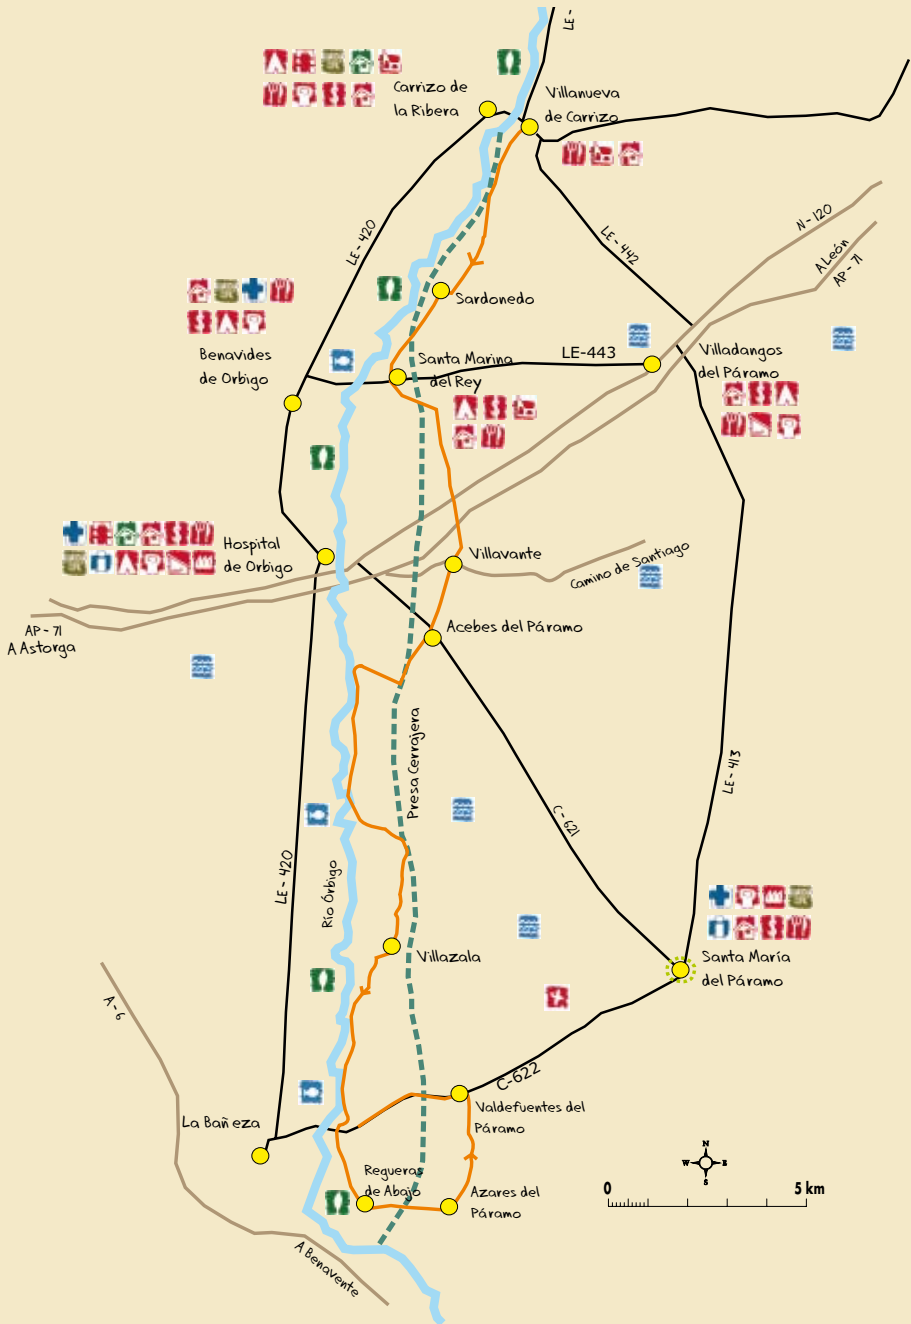 LE-
Carrizo de
la Ribera
Villanueva
de Carrizo
LE-420
LE-442
N-120
A León
AP-71
Sardonedo
Benavides
de Orbigo
Santa Marina
del Rey
LE-443
Villadangos
del Páramo
Hospital
de Orbigo
Villavante
Camino de Santiago
AP-71
A Astorga
Acebes del Páramo
Presa Cerrajera
LE-413
C-621
LE-420
Río Órbigo
Villazala
Santa María
del Páramo
A-6
C-622
Valdefuentes del
Páramo
La Bañeza
Regueras
de Abajo
Azares del
Páramo
N
W
E
S
0
5 km
A Benavente